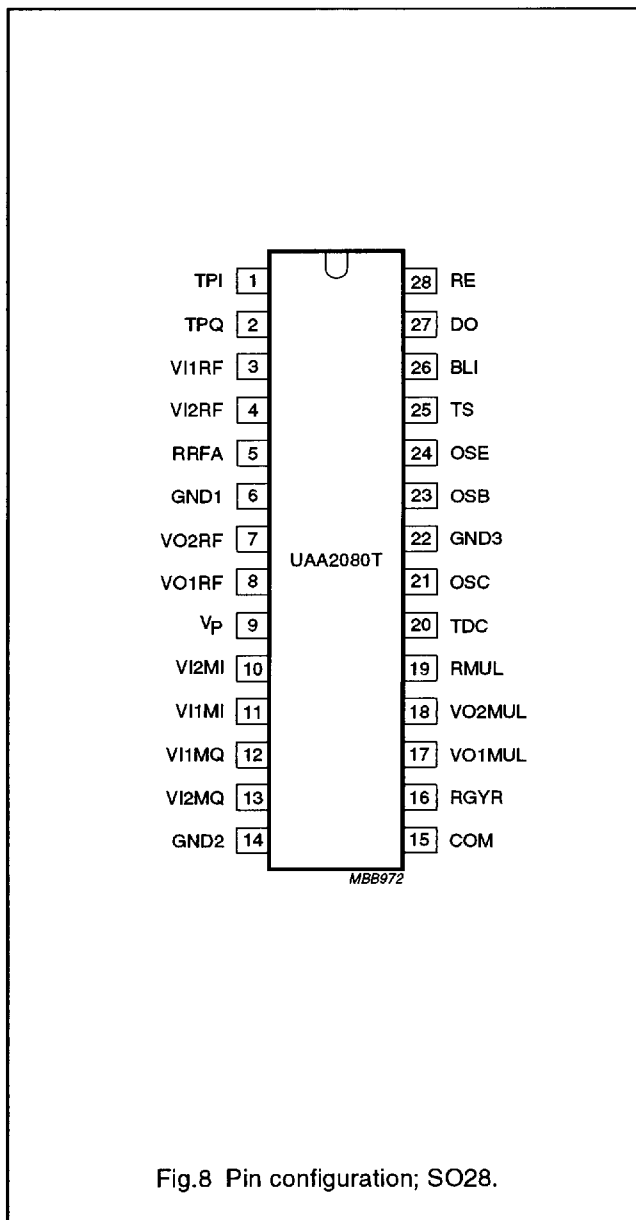 TPI 1 28 RE
TPQ 2 27 DO
VI1RF 3 26 BLI
VI2RF 4 25 TS
RRFA 5 24 OSE
GND1 6 23 OSB
VO2RF 7 22 GND3
UAA2080T
VO1RF 8 21 OSC
VP 9 20 TDC
VI2MI 10 19 RMUL
VI1MI 11 18 VO2MUL
VI1MQ 12 17 VO1MUL
VI2MQ 13 16 RGYR
GND2 14 15 COM
MBB972
Fig.8 Pin configuration; SO28.